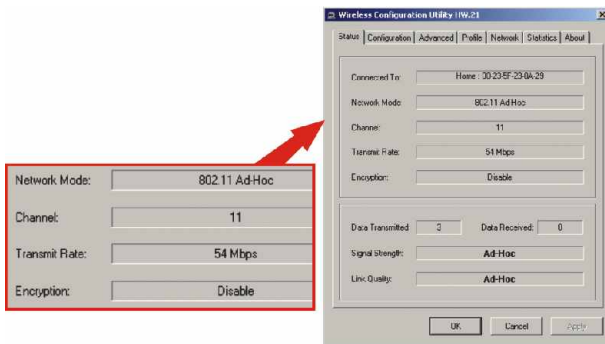 Wireless Configuration Utility HW.21
Status Configuration Advanced Profile Network Statistics About
Connected To: Home : 00-23-5F-23-0A-29
Network Mode: 802.11 Ad-Hoc
Channel: 11
Transmit Rate: 54 Mbps
Encryption: Disable
Data Transmitted: 3 Data Received: 0
Signal Strength: Ad-Hoc
Link Quality: Ad-Hoc
OK Cancel Apply
Network Mode: 802.11 Ad-Hoc
Channel: 11
Transmit Rate: 54 Mbps
Encryption: Disable